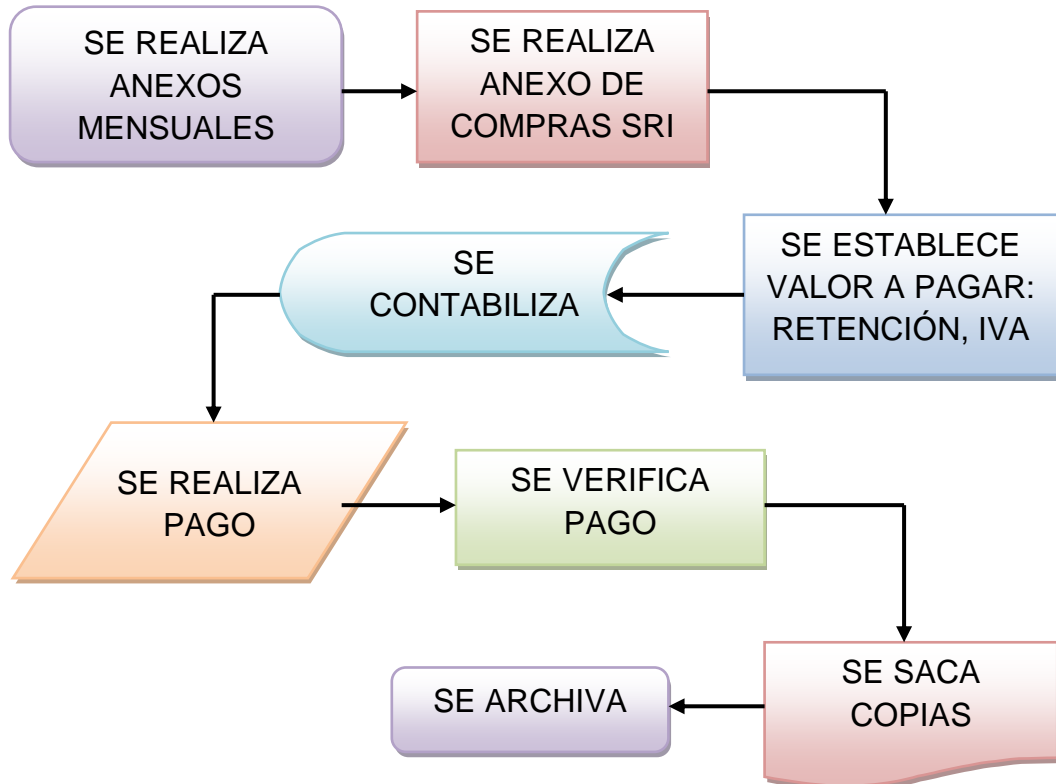 SE REALIZA
ANEXOS
MENSUALES
SE REALIZA
ANEXO DE
COMPRAS SRI
SE ESTABLECE
VALOR A PAGAR:
RETENCIÓN, IVA
SE
CONTABILIZA
SE REALIZA
PAGO
SE VERIFICA
PAGO
SE SACA
COPIAS
SE ARCHIVA